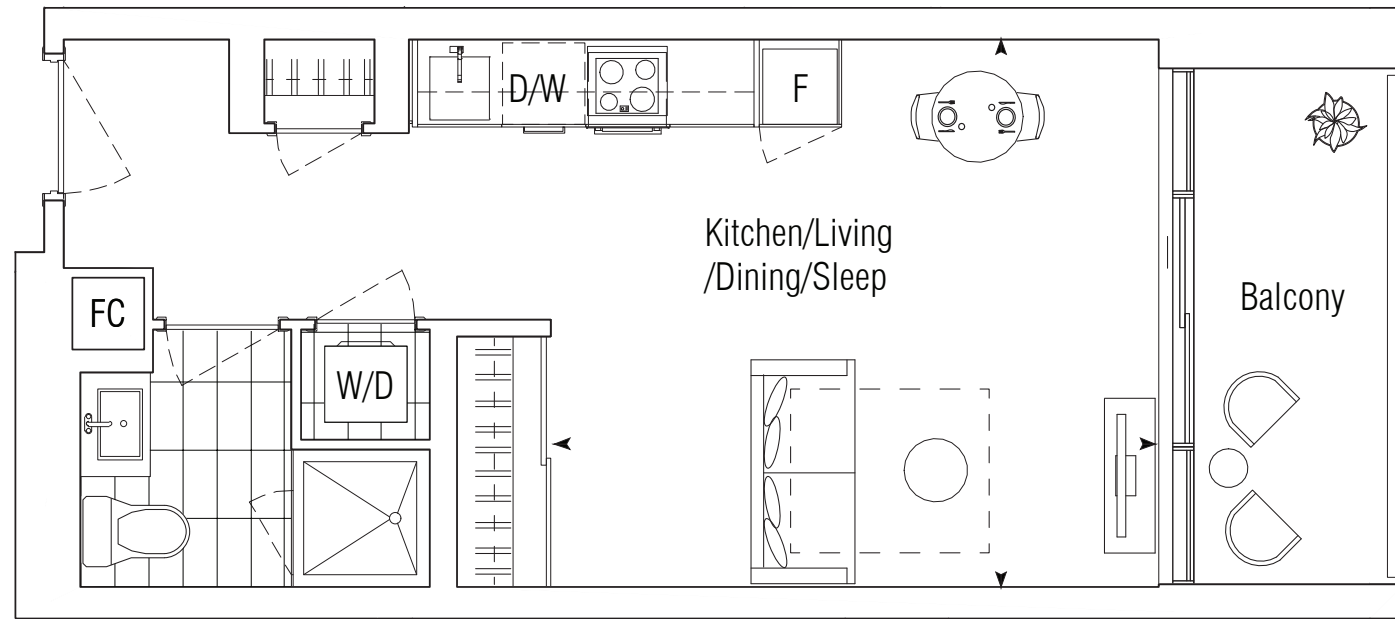 D/W
F
Kitchen/Living
/Dining/Sleep
Balcony
FC
W/D